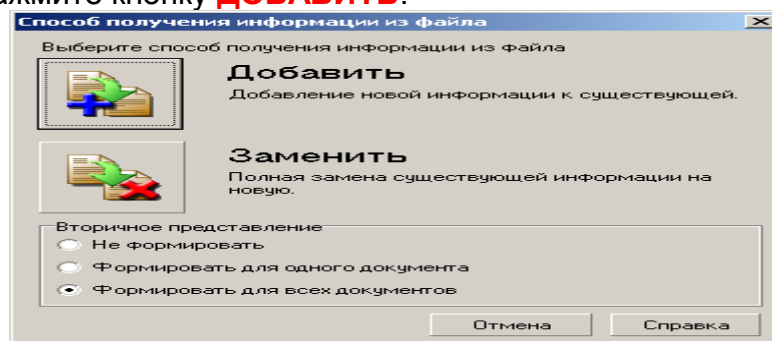 ажмите кнопку ДОБАВИТЬ.
Способ получения информации из файла
Выберите способ получения информации из файла
Добавить
Добавление новой информации к существующей.
Заменить
Полная замена существующей информации на
новую.
Вторичное представление
Не формировать
Формировать для одного документа
Формировать для всех документов
Отмена
Справка